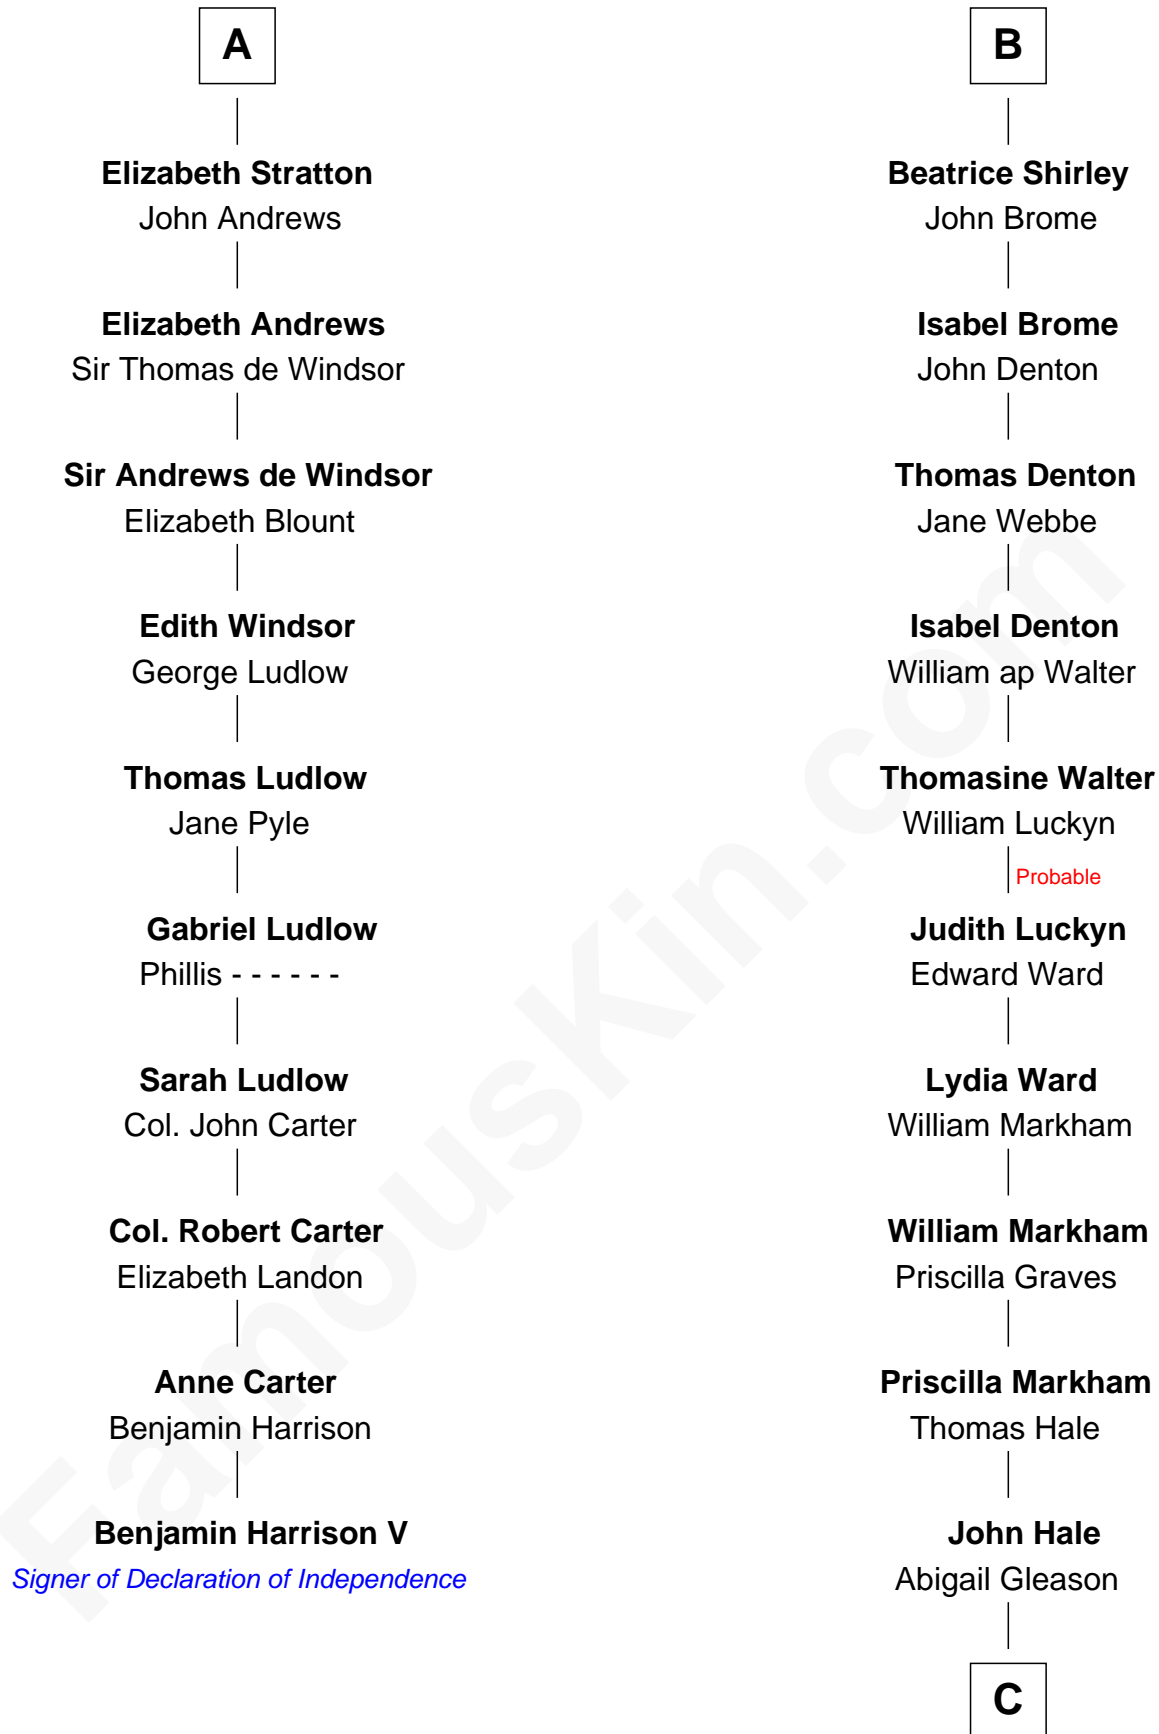 A
Elizabeth Stratton
John Andrews
Elizabeth Andrews
Sir Thomas de Windsor
Sir Andrews de Windsor
Elizabeth Blount
Edith Windsor
George Ludlow
Thomas Ludlow
Jane Pyle
Gabriel Ludlow
Phillis - - - - - -
Sarah Ludlow
Col. John Carter
Col. Robert Carter
Elizabeth Landon
Anne Carter
Benjamin Harrison
Benjamin Harrison V
Signer of Declaration of Independence
B
Beatrice Shirley
John Brome
Isabel Brome
John Denton
Thomas Denton
Jane Webbe
Isabel Denton
William ap Walter
Thomasine Walter
William Luckyn
Probable
Judith Luckyn
Edward Ward
Lydia Ward
William Markham
William Markham
Priscilla Graves
Priscilla Markham
Thomas Hale
John Hale
Abigail Gleason
C
FamousKin.com